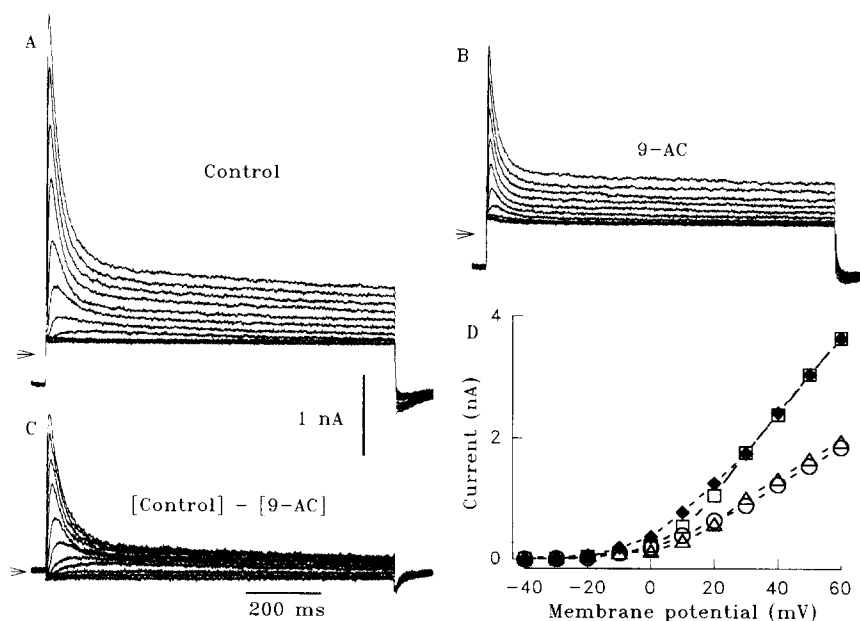 A
Control
B
9-AC
C
1 nA
[Control] - [9-AC]
200 ms
D
Current (nA)
4
2
0
-40 -20 0 20 40 60
Membrane potential (mV)